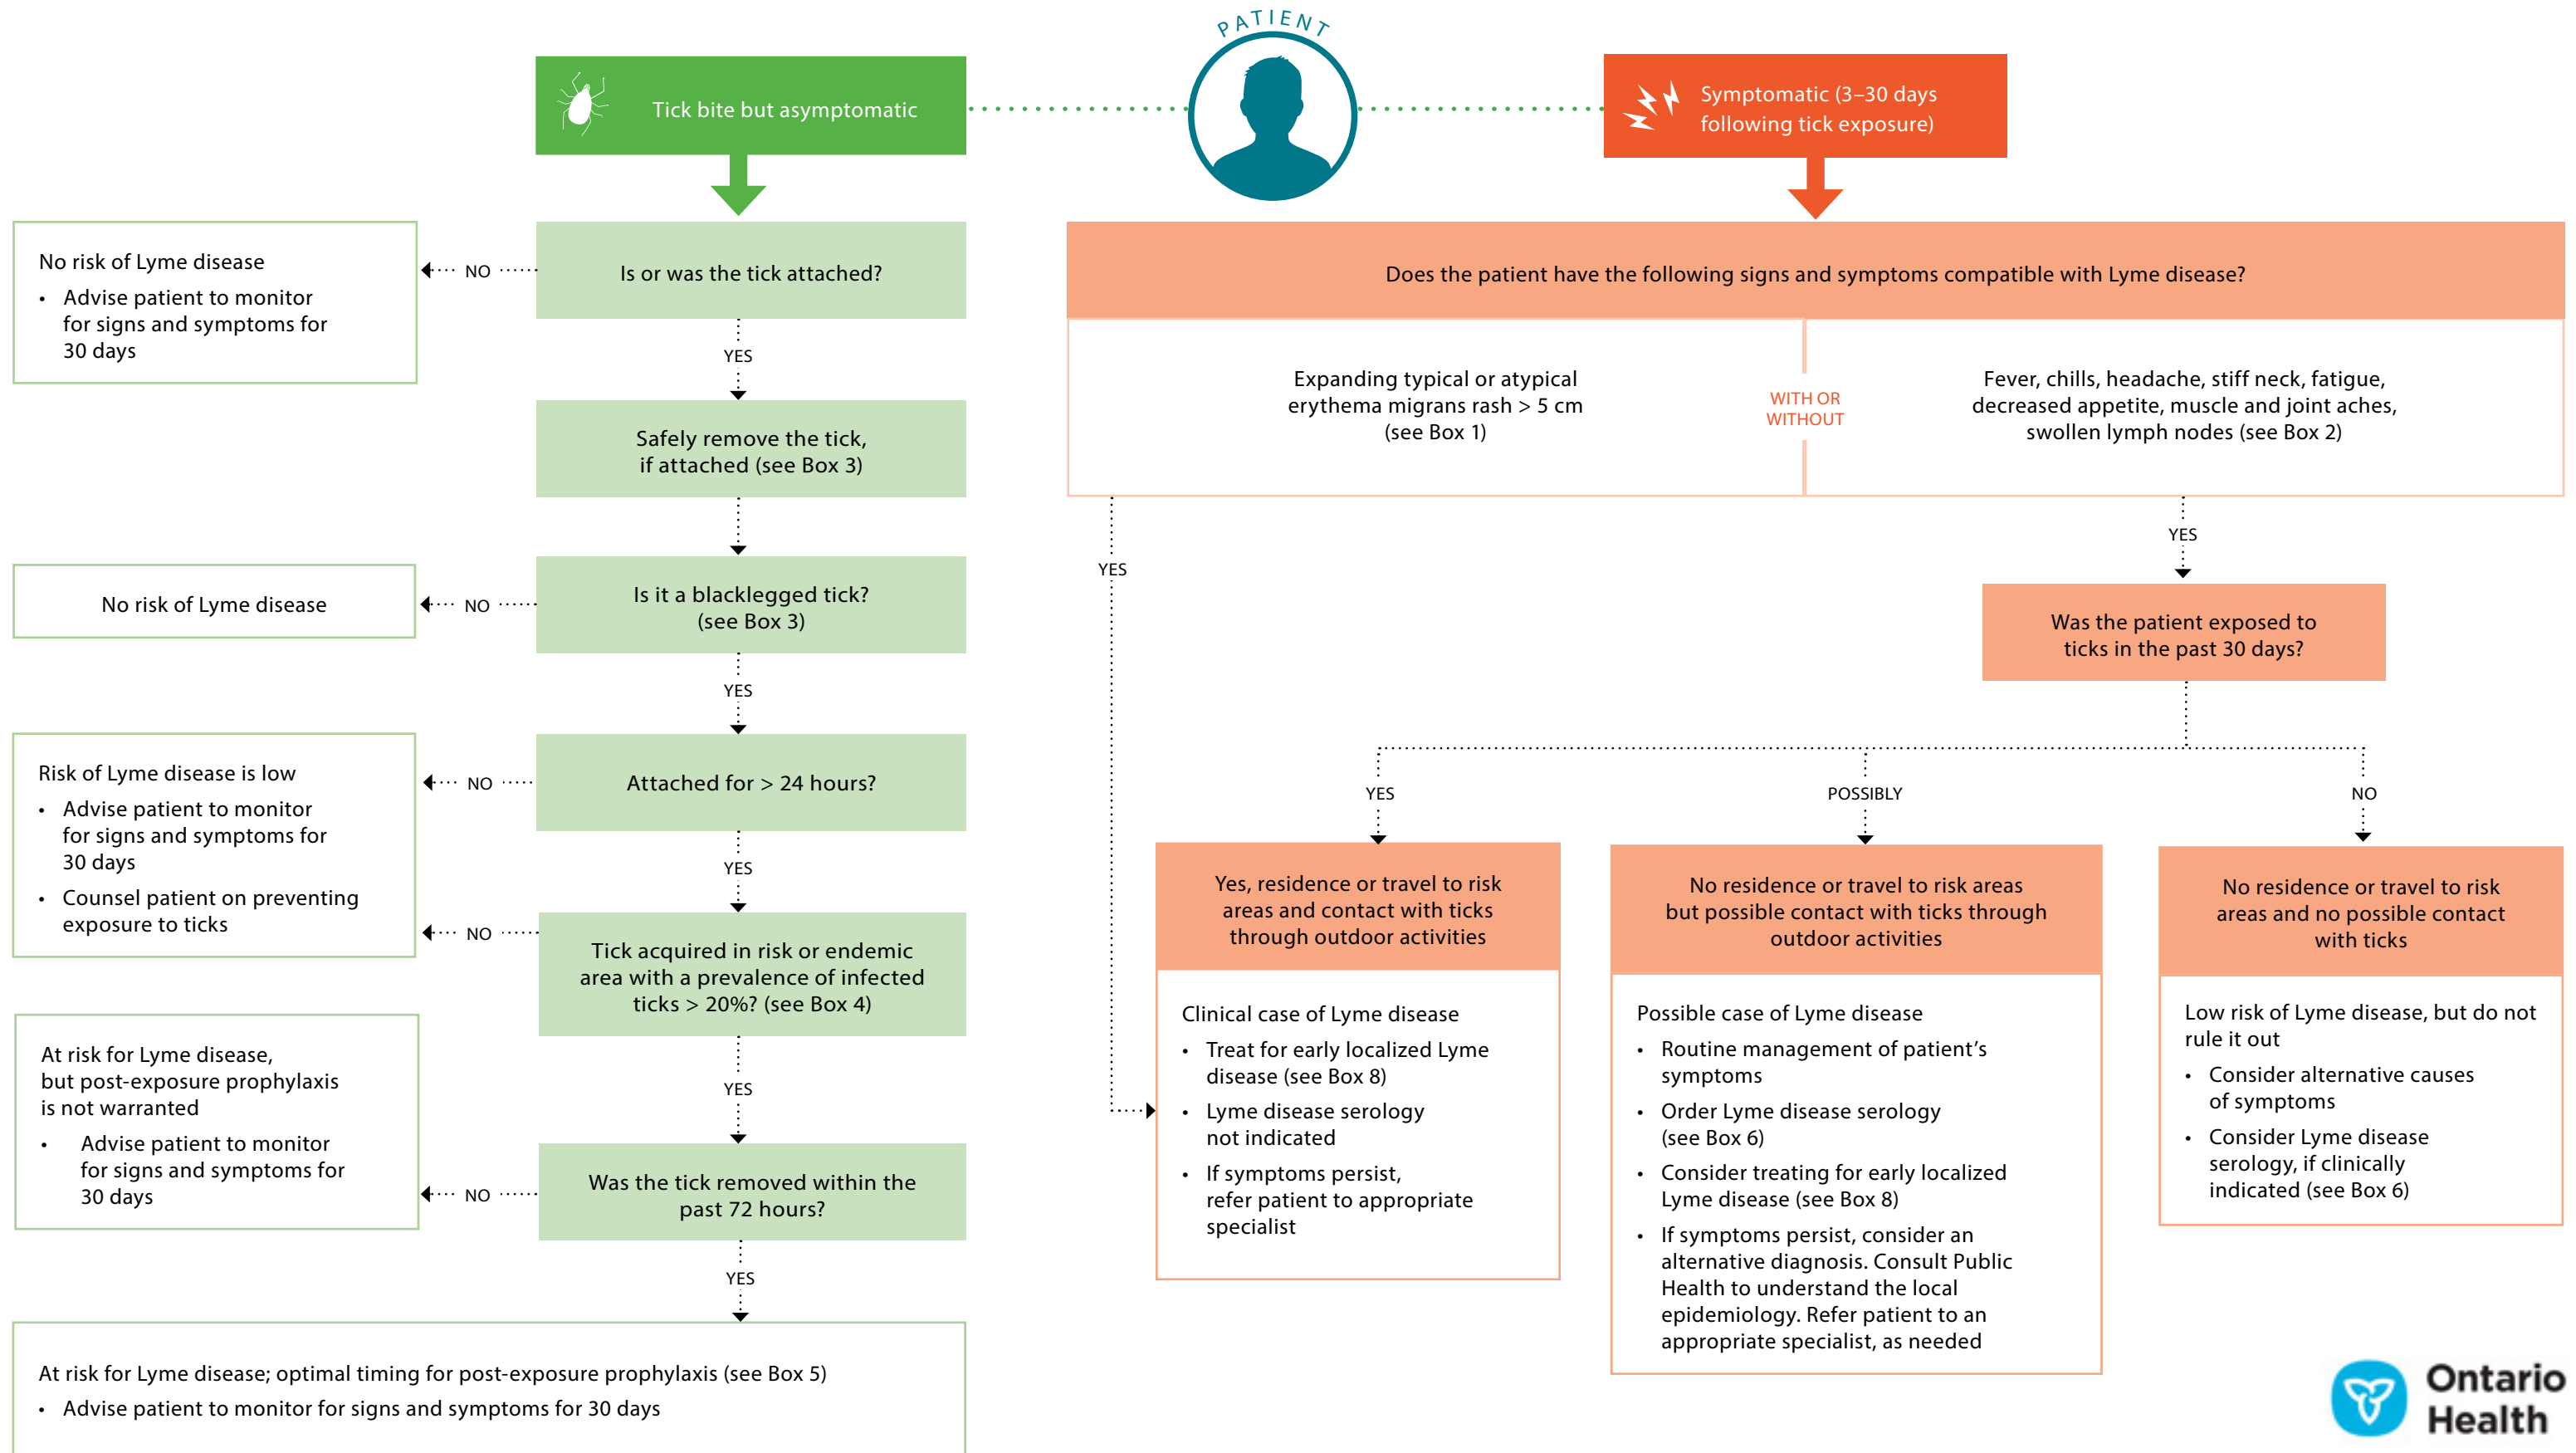 PATIENT
Tick bite but asymptomatic
Symptomatic (3–30 days
following tick exposure)
Is or was the tick attached?
NO
No risk of Lyme disease
• Advise patient to monitor
for signs and symptoms for
30 days
YES
Safely remove the tick,
if attached (see Box 3)
Is it a blacklegged tick?
(see Box 3)
NO
No risk of Lyme disease
YES
Attached for > 24 hours?
NO
Risk of Lyme disease is low
• Advise patient to monitor
for signs and symptoms for
30 days
• Counsel patient on preventing
exposure to ticks
YES
NO
Tick acquired in risk or endemic
area with a prevalence of infected
ticks > 20%? (see Box 4)
YES
Was the tick removed within the
past 72 hours?
NO
At risk for Lyme disease,
but post-exposure prophylaxis
is not warranted
• Advise patient to monitor
for signs and symptoms for
30 days
YES
At risk for Lyme disease; optimal timing for post-exposure prophylaxis (see Box 5)
• Advise patient to monitor for signs and symptoms for 30 days
Does the patient have the following signs and symptoms compatible with Lyme disease?
Expanding typical or atypical
erythema migrans rash > 5 cm
(see Box 1)
WITH OR
WITHOUT
Fever, chills, headache, stiff neck, fatigue,
decreased appetite, muscle and joint aches,
swollen lymph nodes (see Box 2)
YES
YES
Was the patient exposed to
ticks in the past 30 days?
YES
POSSIBLY
NO
Yes, residence or travel to risk
areas and contact with ticks
through outdoor activities
Clinical case of Lyme disease
• Treat for early localized Lyme
disease (see Box 8)
• Lyme disease serology
not indicated
• If symptoms persist,
refer patient to appropriate
specialist
No residence or travel to risk areas
but possible contact with ticks through
outdoor activities
Possible case of Lyme disease
• Routine management of patient’s
symptoms
• Order Lyme disease serology
(see Box 6)
• Consider treating for early localized
Lyme disease (see Box 8)
• If symptoms persist, consider an
alternative diagnosis. Consult Public
Health to understand the local
epidemiology. Refer patient to an
appropriate specialist, as needed
No residence or travel to risk
areas and no possible contact
with ticks
Low risk of Lyme disease, but do not
rule it out
• Consider alternative causes
of symptoms
• Consider Lyme disease
serology, if clinically
indicated (see Box 6)
Ontario
Health